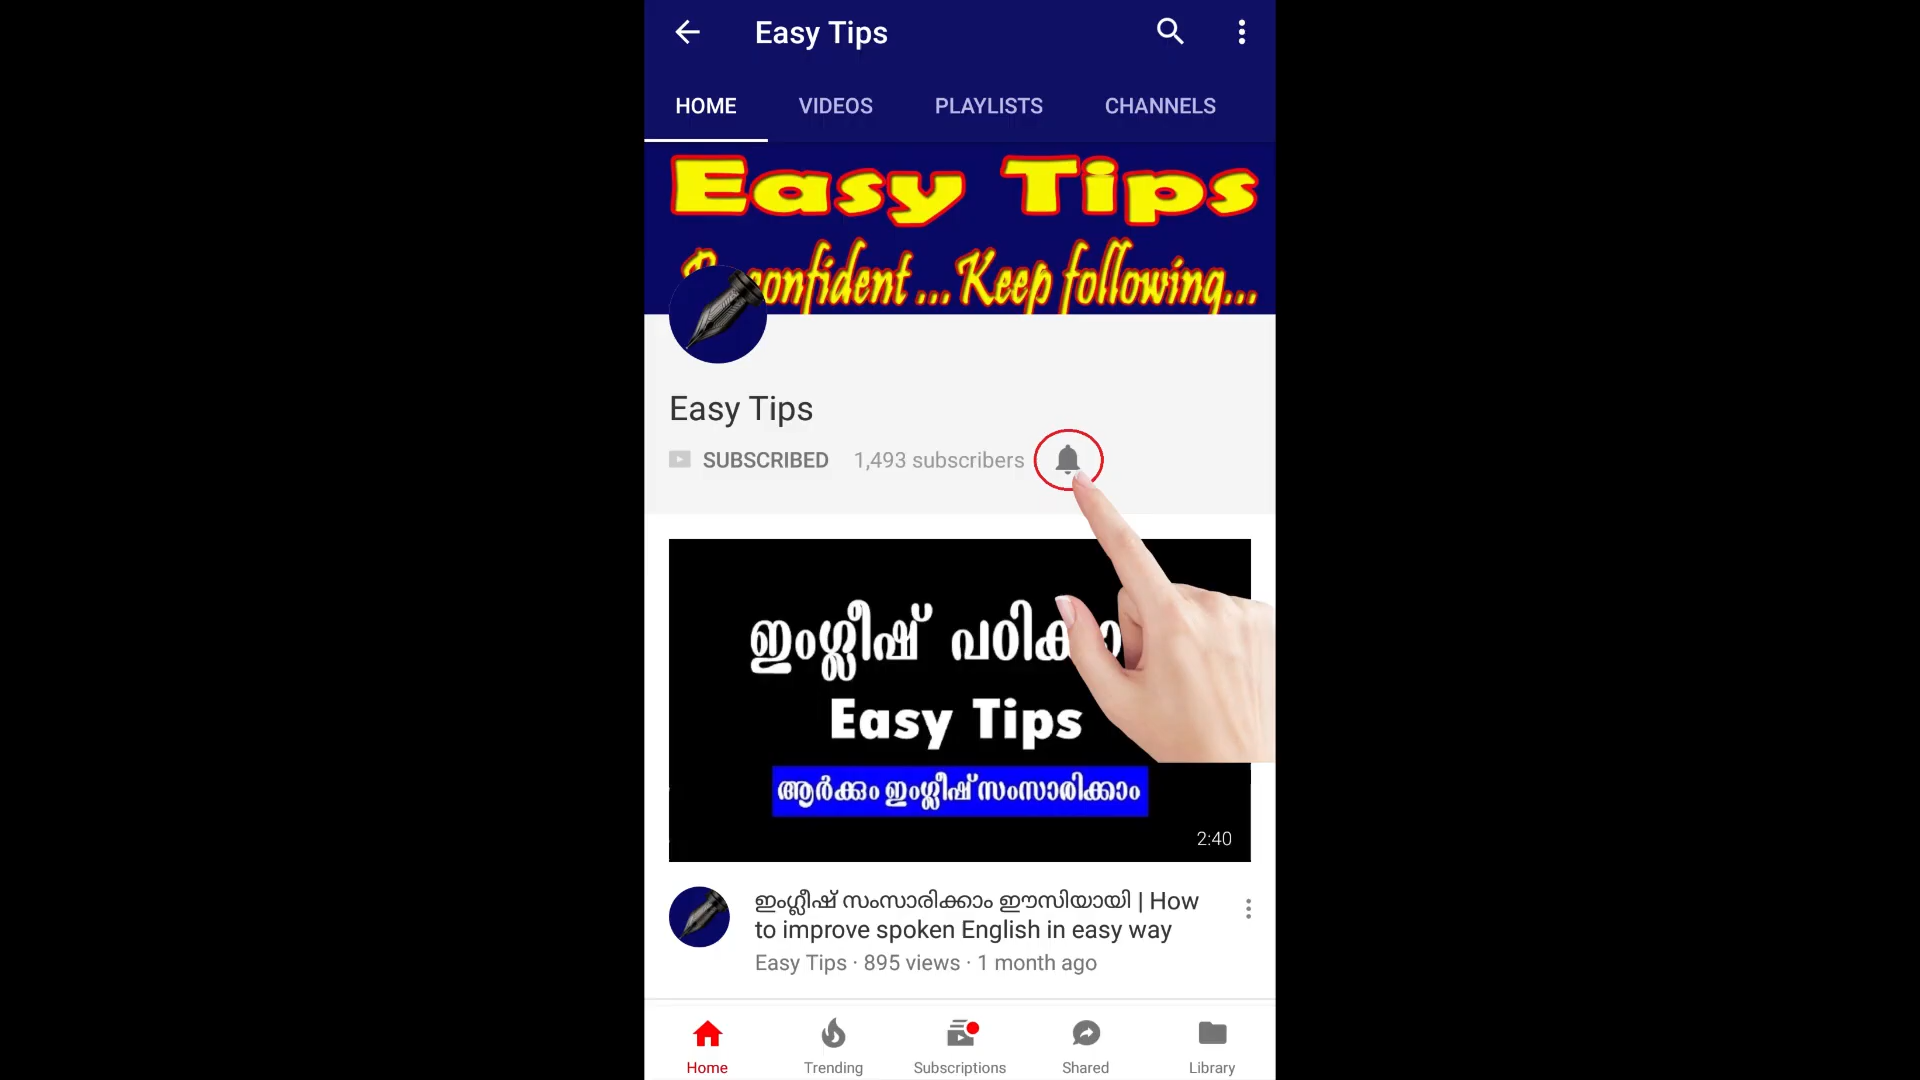 Easy Tips
HOME VIDEOS PLAYLISTS CHANNELS
Easy Tips
confident ... Keep following...
Easy Tips
SUBSCRIBED 1,493 subscribers
ഇംഗ്ലീഷ്
Easy Tips
ആർക്കും ഇംഗ്ലീഷ് സംസാരിക്കാം
2:40
ഇംഗ്ലീഷ് സംസാരിക്കാം ഈസിയായി | How
to improve spoken English in easy way
Easy Tips · 895 views · 1 month ago
Home Trending Subscriptions Shared Library